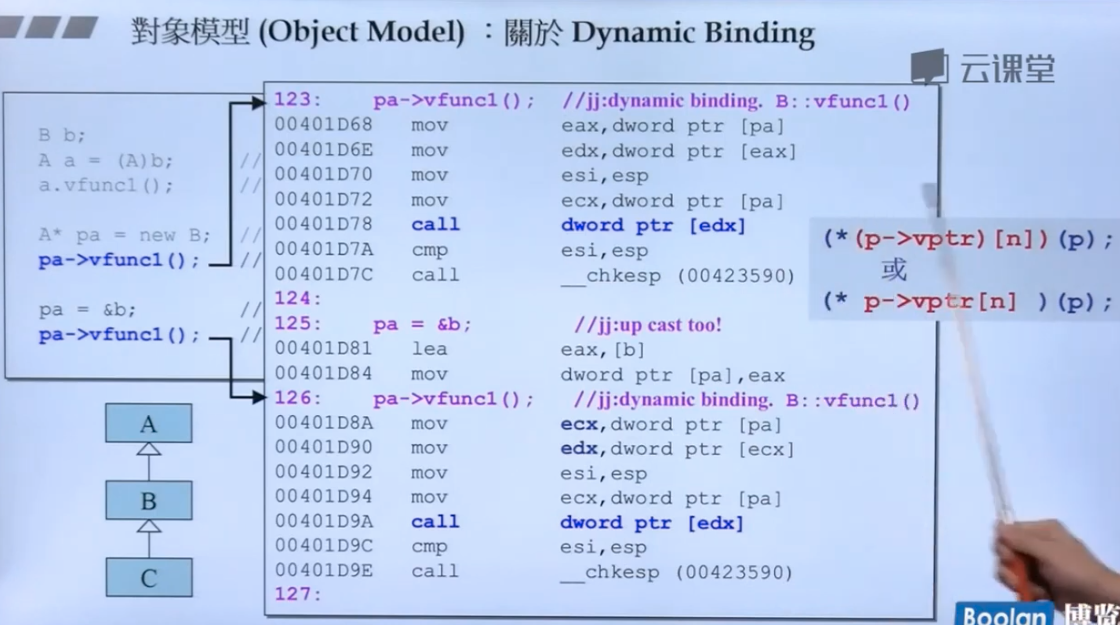 對象模型 (Object Model) ：關於 Dynamic Binding
云课堂
B b;
A a = (A)b; //
a.vfunc1(); //
A* pa = new B; //
pa->vfunc1(); //
pa = &b; //
pa->vfunc1(); //
A
B
C
123: pa->vfunc1(); //jj:dynamic binding. B::vfunc1()
00401D68 mov eax,dword ptr [pa]
00401D6E mov edx,dword ptr [eax]
00401D70 mov esi,esp
00401D72 mov ecx,dword ptr [pa]
00401D78 call dword ptr [edx]
00401D7A cmp esi,esp
00401D7C call __chkesp (00423590)
124:
125: pa = &b; //jj:up cast too!
00401D81 lea eax,[b]
00401D84 mov dword ptr [pa],eax
126: pa->vfunc1(); //jj:dynamic binding. B::vfunc1()
00401D8A mov ecx,dword ptr [pa]
00401D90 mov edx,dword ptr [ecx]
00401D92 mov esi,esp
00401D94 mov ecx,dword ptr [pa]
00401D9A call dword ptr [edx]
00401D9C cmp esi,esp
00401D9E call __chkesp (00423590)
127:
(*(p->vptr)[n])(p);
或
(* p->vptr[n] )(p);
Boolan 博览